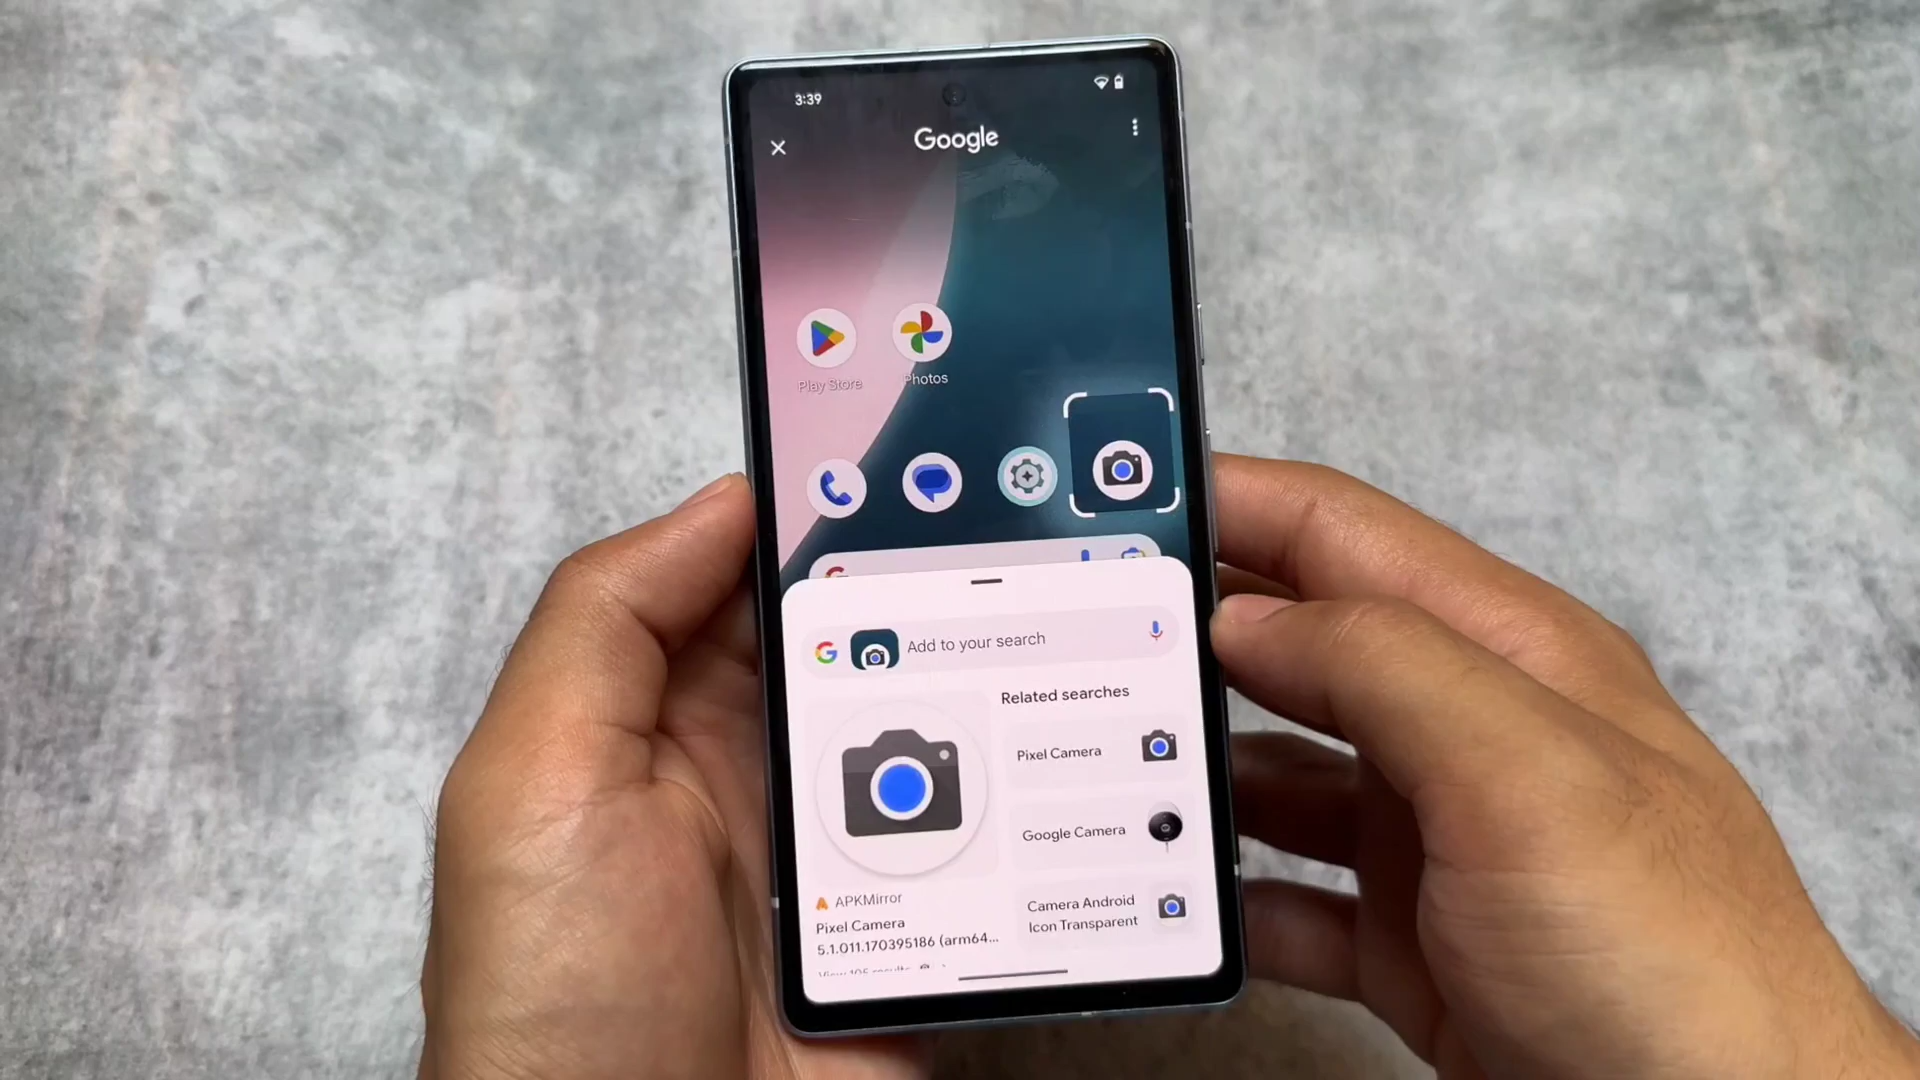 3:39
Google
Play Store
Photos
Add to your search
Related searches
Pixel Camera
Google Camera
Camera Android
Icon Transparent
APKMirror
Pixel Camera
5.1.011.170395186 (arm64...